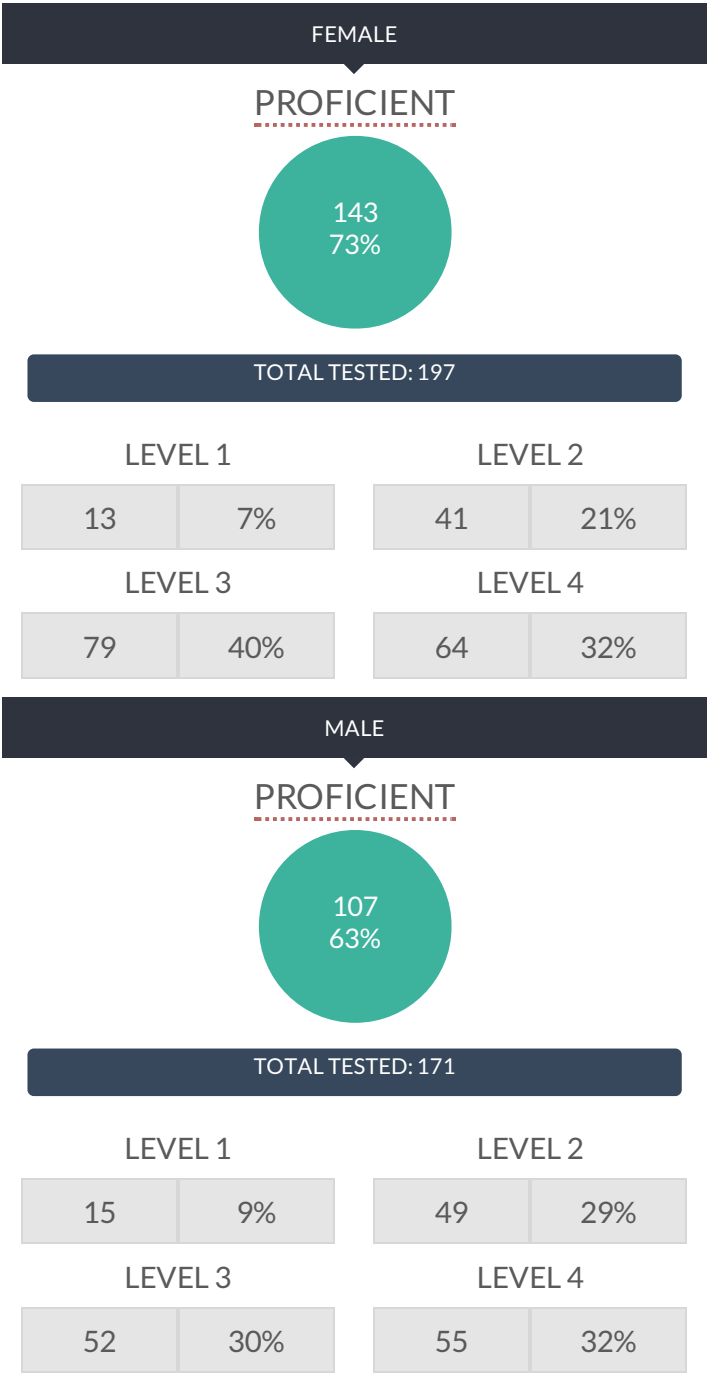 FEMALE
PROFICIENT
143
73%
TOTAL TESTED: 197
LEVEL 1 LEVEL 2
13 7% 41 21%
LEVEL 3 LEVEL 4
79 40% 64 32%
MALE
PROFICIENT
107
63%
TOTAL TESTED: 171
LEVEL 1 LEVEL 2
15 9% 49 29%
LEVEL 3 LEVEL 4
52 30% 55 32%